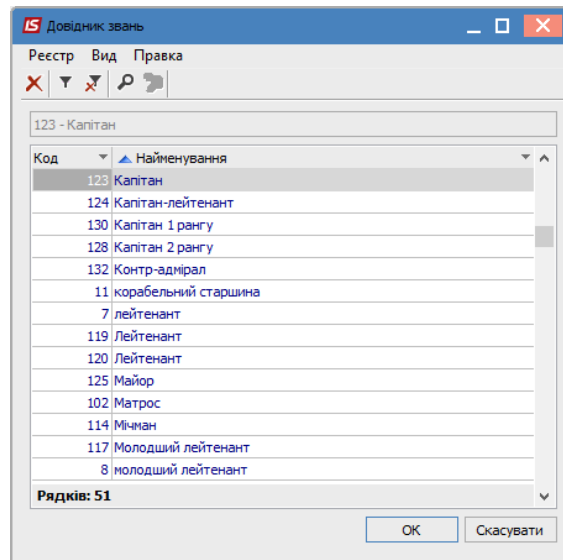 IS Довідник звань
Реєстр Вид Правка
123 - Капітан
Код Найменування
123 Капітан
124 Капітан-лейтенант
130 Капітан 1 рангу
128 Капітан 2 рангу
132 Контр-адмірал
11 корабельний старшина
7 лейтенант
119 Лейтенант
120 Лейтенант
125 Майор
102 Матрос
114 Мічман
117 Молодший лейтенант
8 молодший лейтенант
Рядків: 51
ОК Скасувати